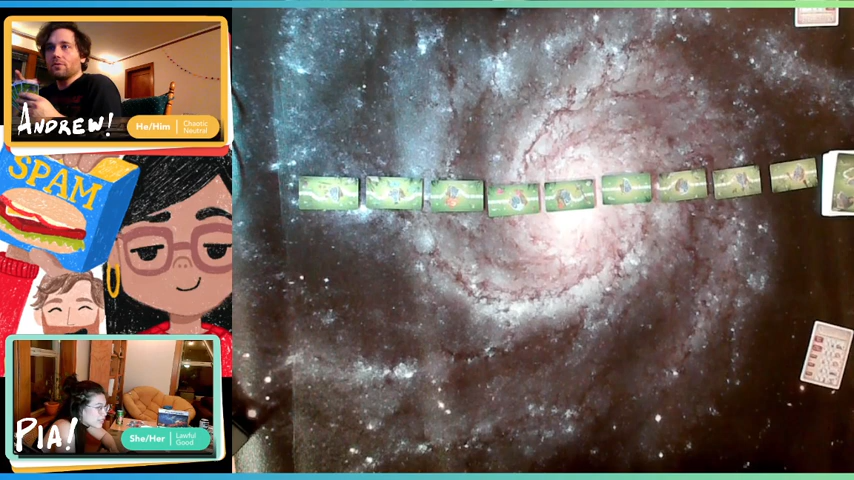 ANDREW!
He/Him
Chaotic
Neutral
SPAM
PIA!
She/Her
Lawful
Good